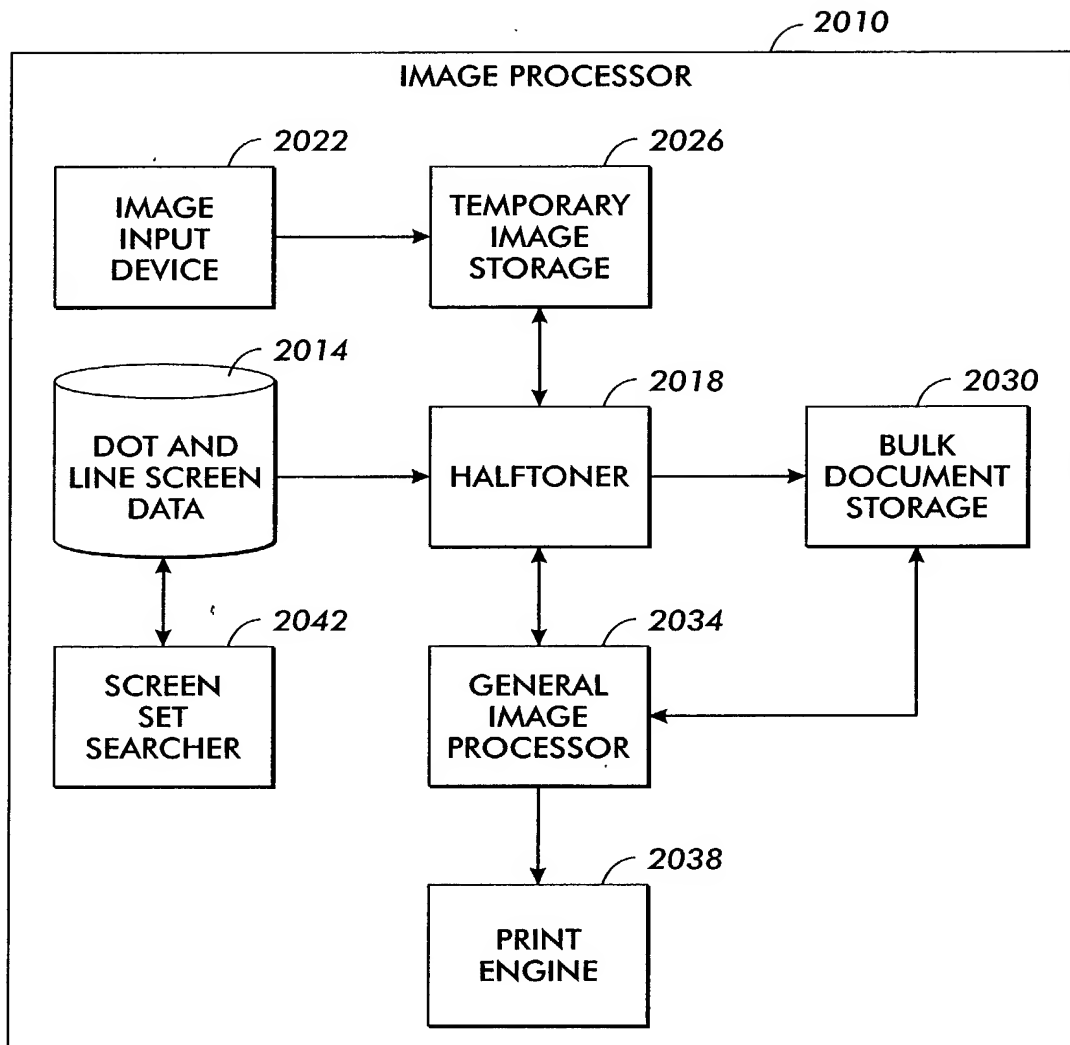 2010
IMAGE PROCESSOR
2022
IMAGE
INPUT
DEVICE
2026
TEMPORARY
IMAGE
STORAGE
2014
DOT AND
LINE SCREEN
DATA
2018
HALFTONER
2030
BULK
DOCUMENT
STORAGE
2042
SCREEN
SET
SEARCHER
2034
GENERAL
IMAGE
PROCESSOR
2038
PRINT
ENGINE